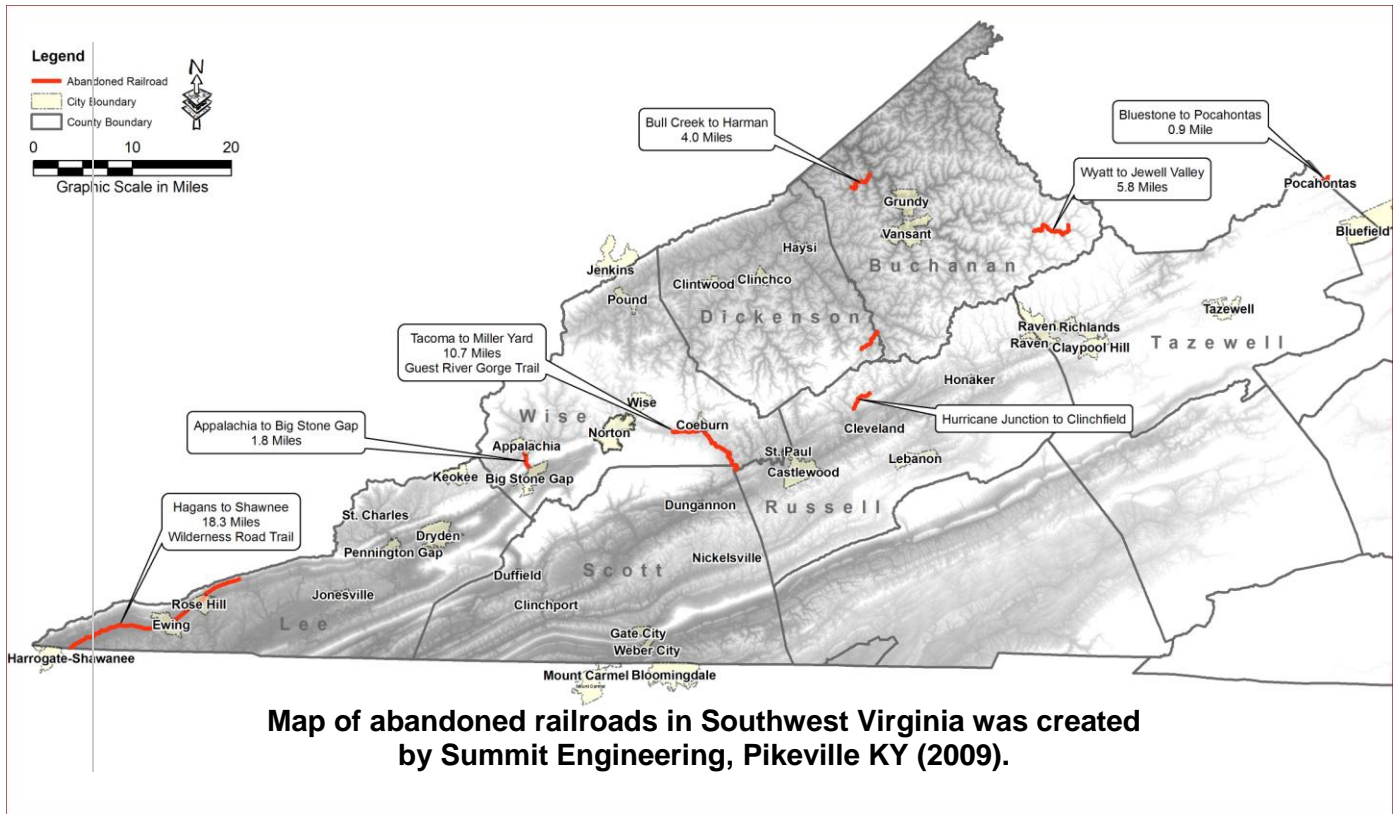 Legend
Abandoned Railroad
City Boundary
County Boundary
N
0 10 20
Graphic Scale in Miles
Bull Creek to Harman
4.0 Miles
Bluestone to Pocahontas
0.9 Mile
Wyatt to Jewell Valley
5.8 Miles
Pocahontas
Bluefield
Grundy
Vansant
Haysi
Buchanan
Jenkins
Clintwood
Clinchco
Pound
Dickenson
Tazewell
Raven
Richlands
Raven
Claypool Hill
Tazewell
Tacoma to Miller Yard
10.7 Miles
Guest River Gorge Trail
Honaker
Hurricane Junction to Clinchfield
Cleveland
Wise
Wise
Coeburn
Norton
Appalachia to Big Stone Gap
1.8 Miles
Appalachia
Big Stone Gap
Keokee
St. Paul
Castlewood
Lebanon
Russell
Hagans to Shawnee
18.3 Miles
Wilderness Road Trail
St. Charles
Dryden
Pennington Gap
Dungannon
Nickelsville
Duffield
Scott
Clinchport
Jonesville
Rose Hill
Ewing
Lee
Gate City
Weber City
Harrogate-Shawanee
Mount Carmel
Mount Carmel
Bloomingdale
Map of abandoned railroads in Southwest Virginia was created
by Summit Engineering, Pikeville KY (2009).